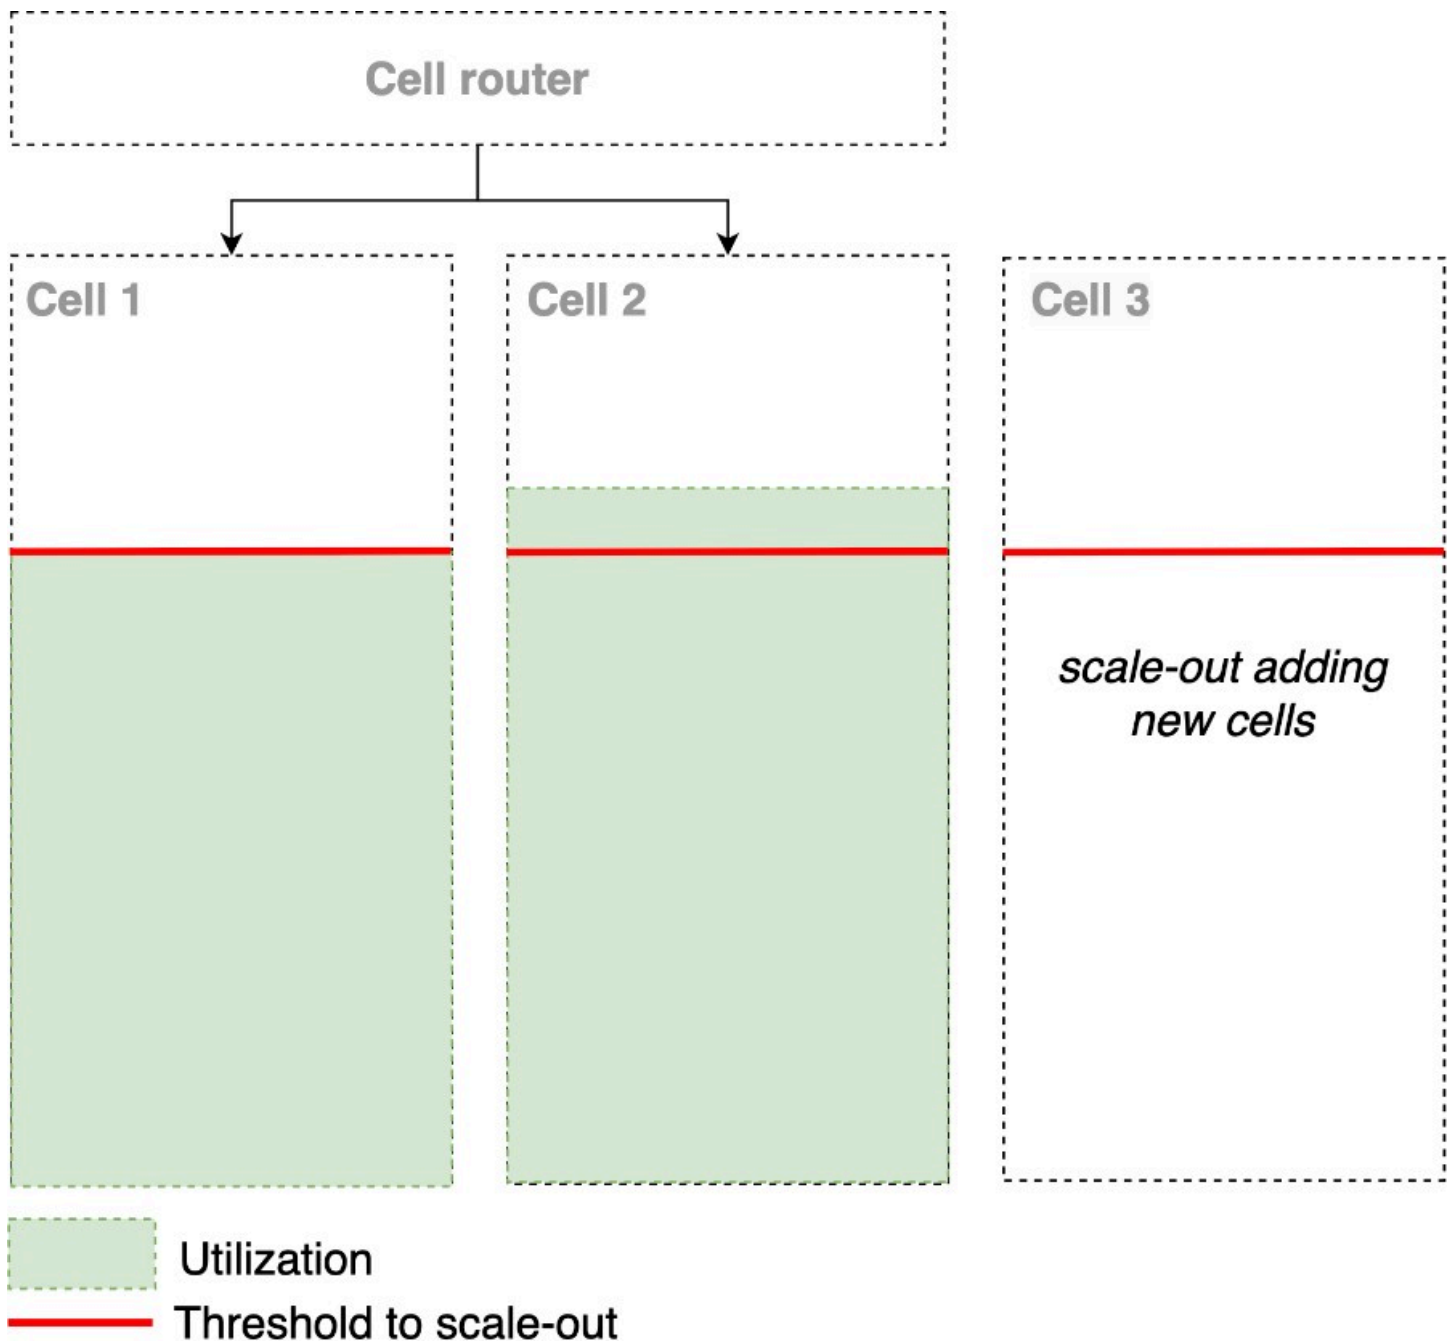 Cell router
Cell 1
Cell 2
Cell 3
scale-out adding
new cells
Utilization
Threshold to scale-out